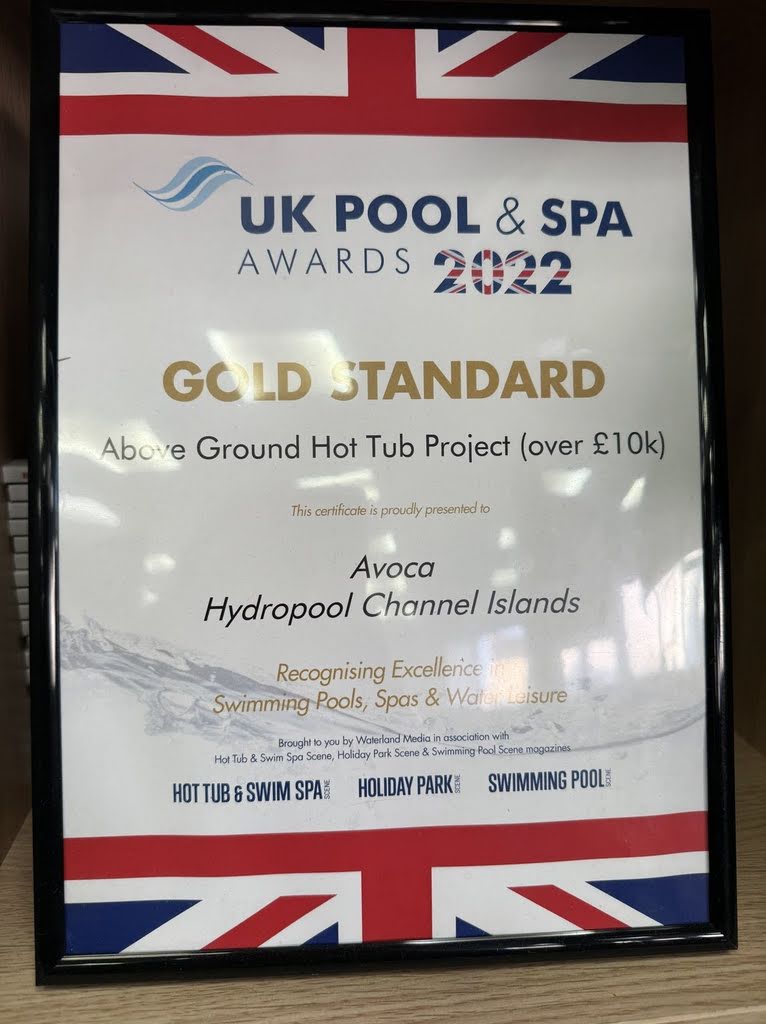 UK POOL & SPA
AWARDS 2022
GOLD STANDARD
Above Ground Hot Tub Project (over £10k)
This certificate is proudly presented to
Avoca
Hydropool Channel Islands
Recognising Excellence in
Swimming Pools, Spas & Water Leisure
Brought to you by Waterland Media in association with
Hot Tub & Swim Spa Scene, Holiday Park Scene & Swimming Pool Scene magazines
HOT TUB & SWIM SPA SCENE HOLIDAY PARK SCENE SWIMMING POOL SCENE